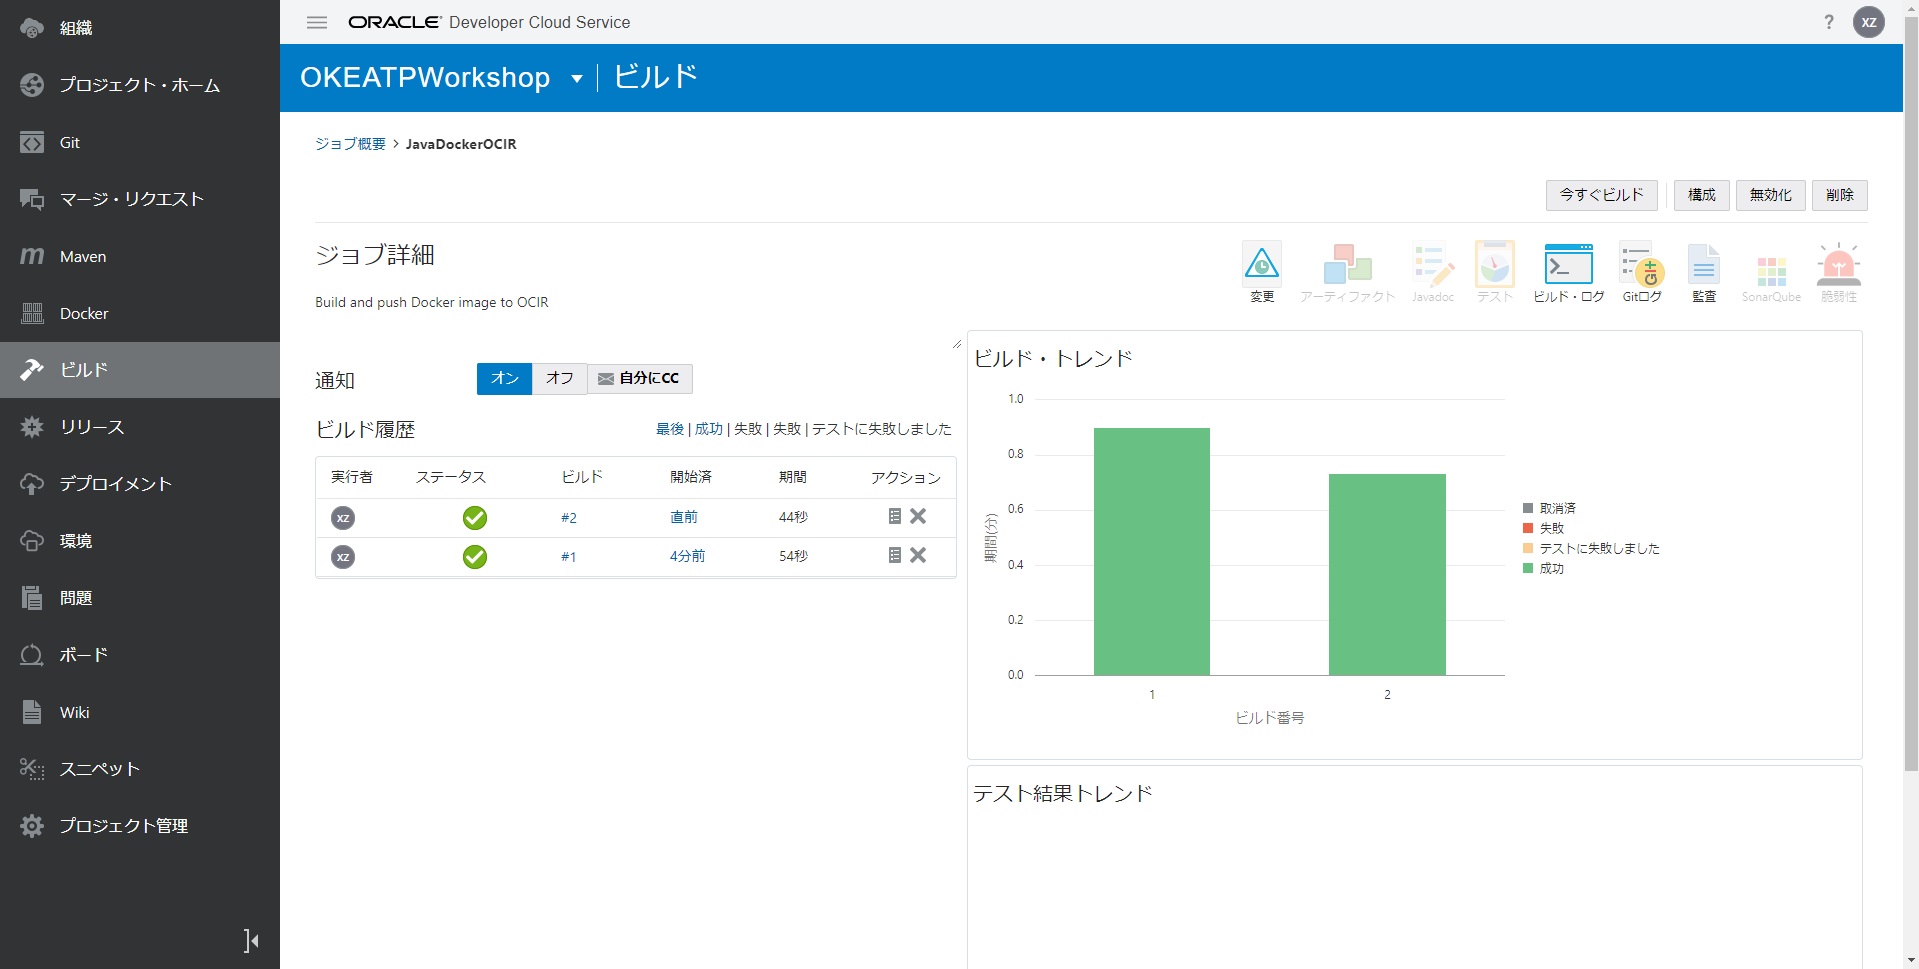 組織
プロジェクト・ホーム
Git
マージ・リクエスト
Maven
Docker
ビルド
リリース
デプロイメント
環境
問題
ボード
Wiki
スニペット
プロジェクト管理
ORACLE Developer Cloud Service
? XZ
OKEATPWorkshop ビルド
ジョブ概要 > JavaDockerOCIR
今すぐビルド 構成 無効化 削除
ジョブ詳細
変更 アーティファクト Javadoc テスト ビルド・ログ Gitログ 監査 SonarQube 脆弱性
Build and push Docker image to OCIR
通知 オン オフ 自分にCC
ビルド履歴 最後 | 成功 | 失敗 | 失敗 | テストに失敗しました
実行者 ステータス ビルド 開始済 期間 アクション
XZ #2 直前 44秒
XZ #1 4分前 54秒
ビルド・トレンド
1.0
0.8
0.6
0.4
0.2
0.0
期間(分)
1 2
ビルド番号
取消済
失敗
テストに失敗しました
成功
テスト結果トレンド